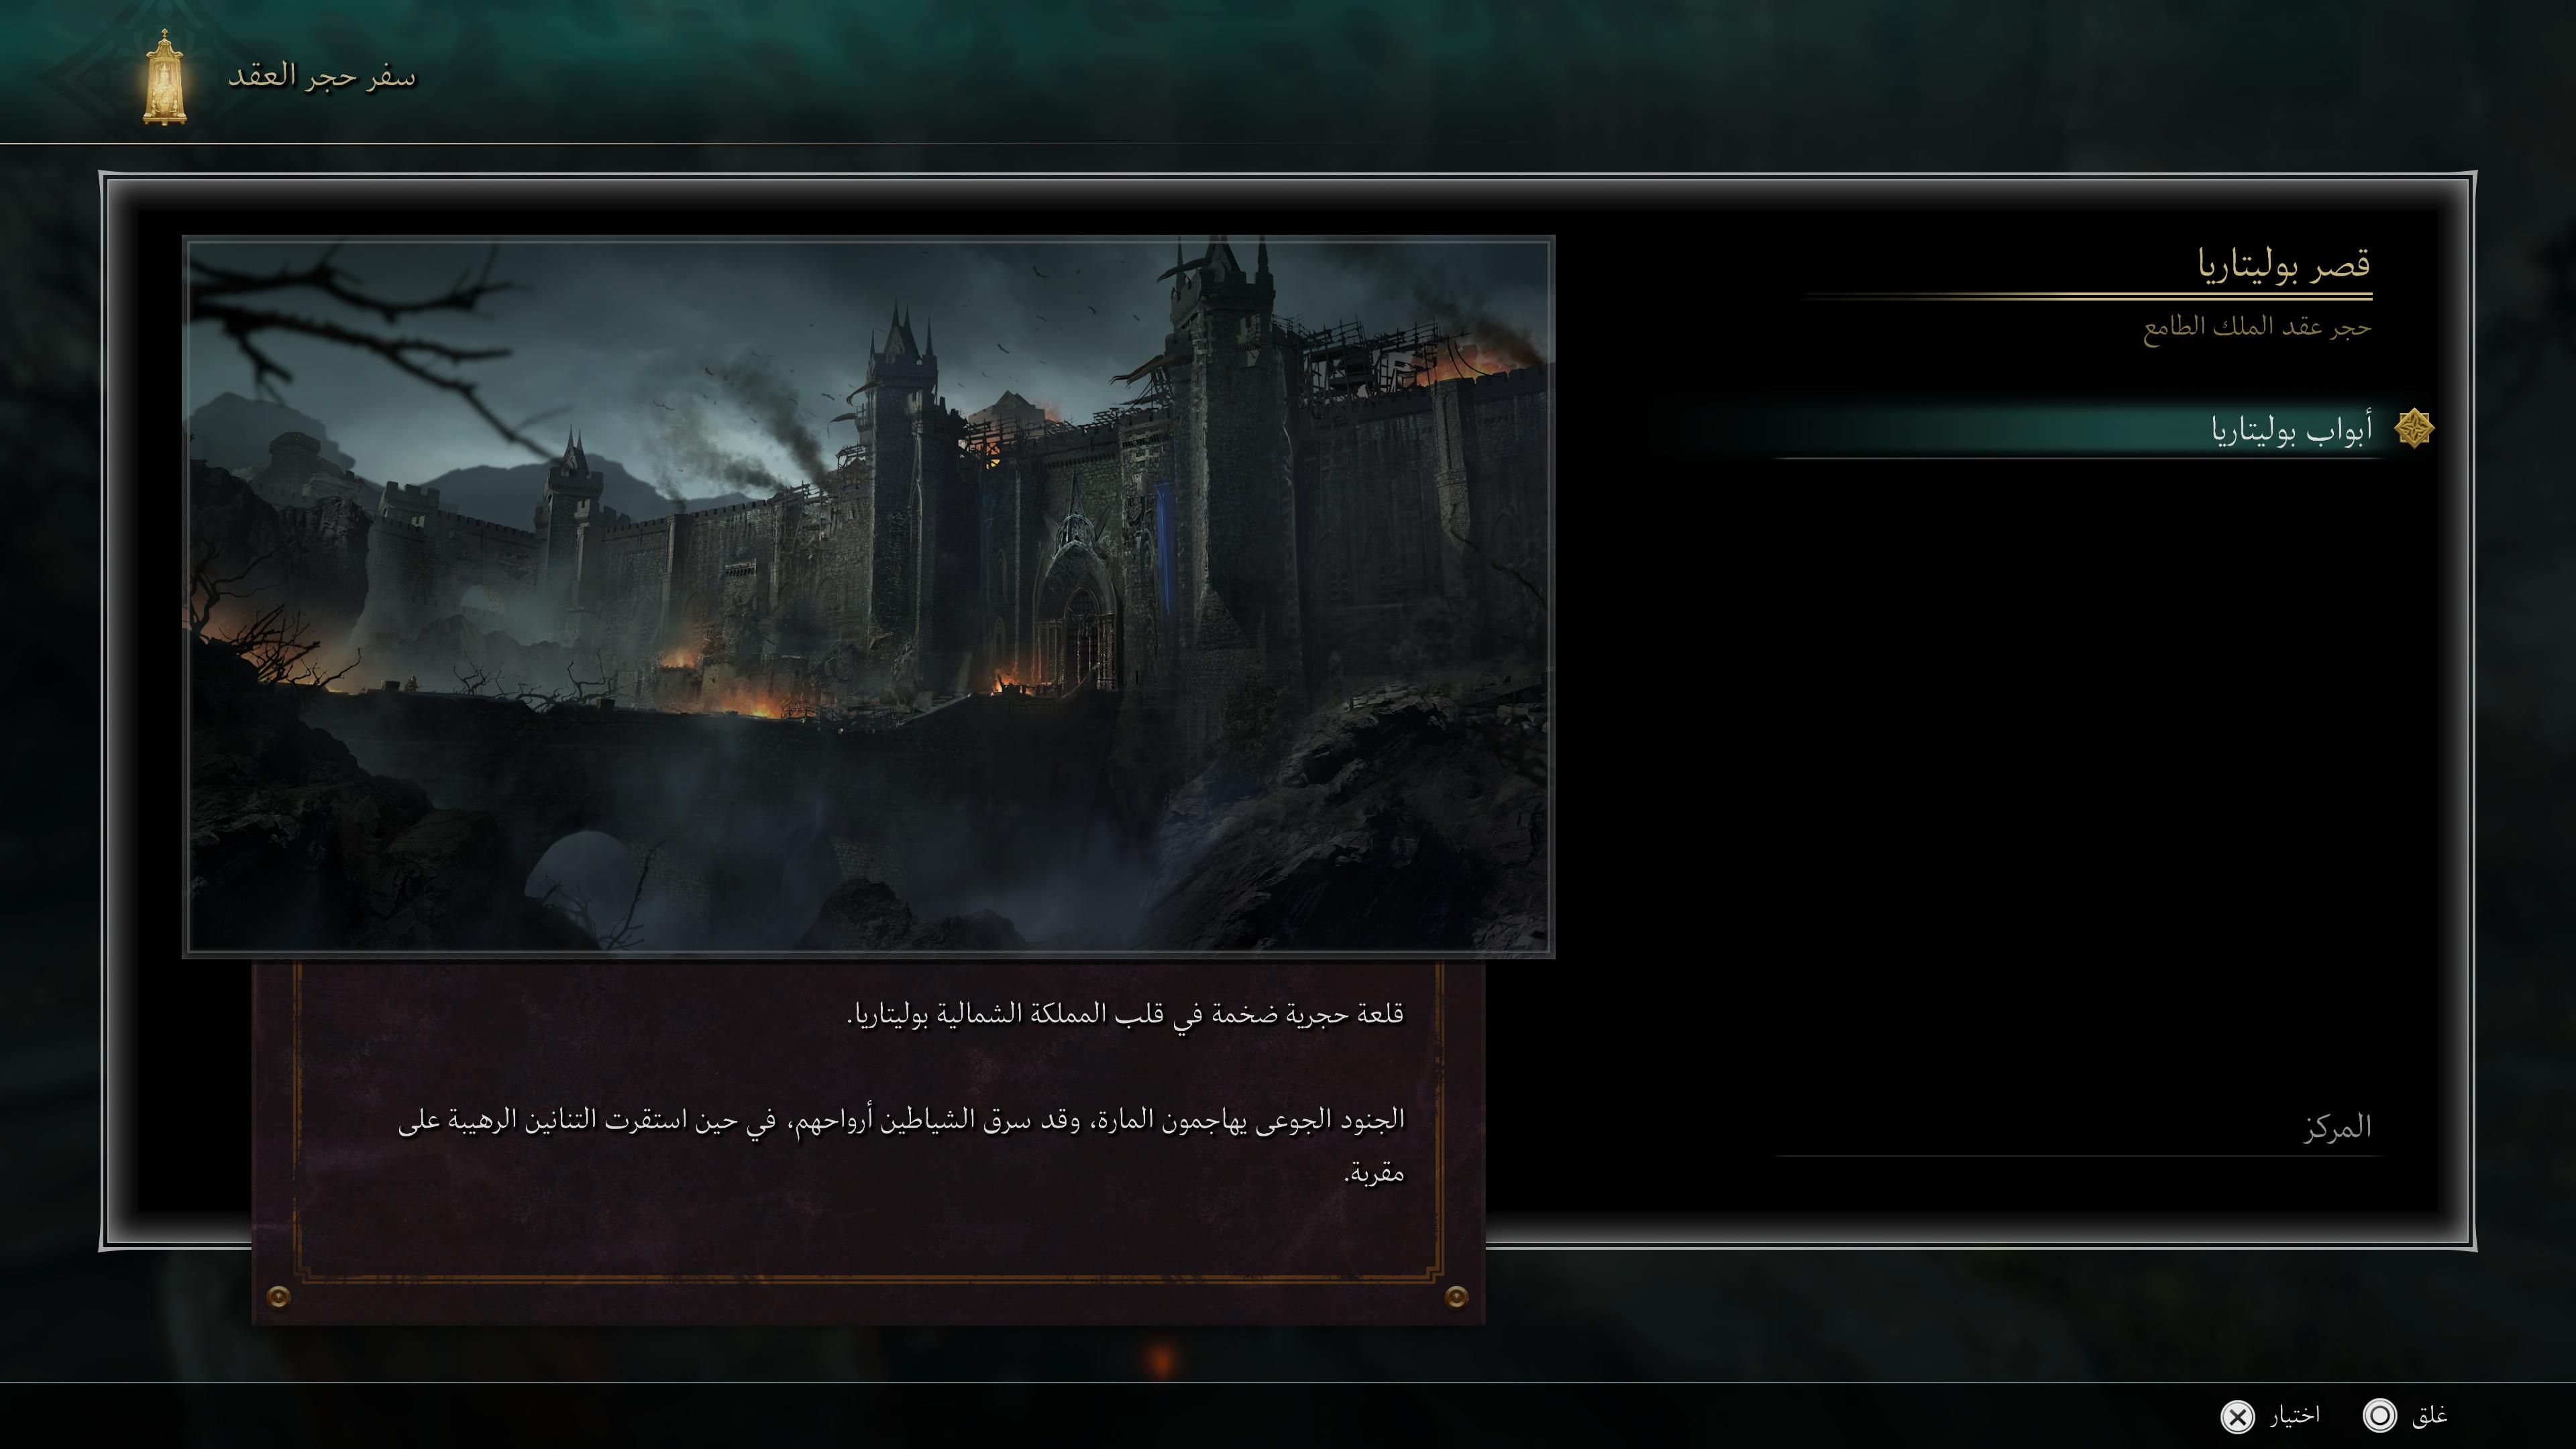 سفر حجر العقد
قصر بوليتاريا
حجر عقد الملك الطامع
أبواب بوليتاريا
المركز
قلعة حجرية ضخمة في قلب المملكة الشمالية بوليتاريا.
الجنود الجوعى يهاجمون المارة، وقد سرق الشياطين أرواحهم، في حين استقرت التنانين الرهيبة على
مقربة.
غلق
اختيار